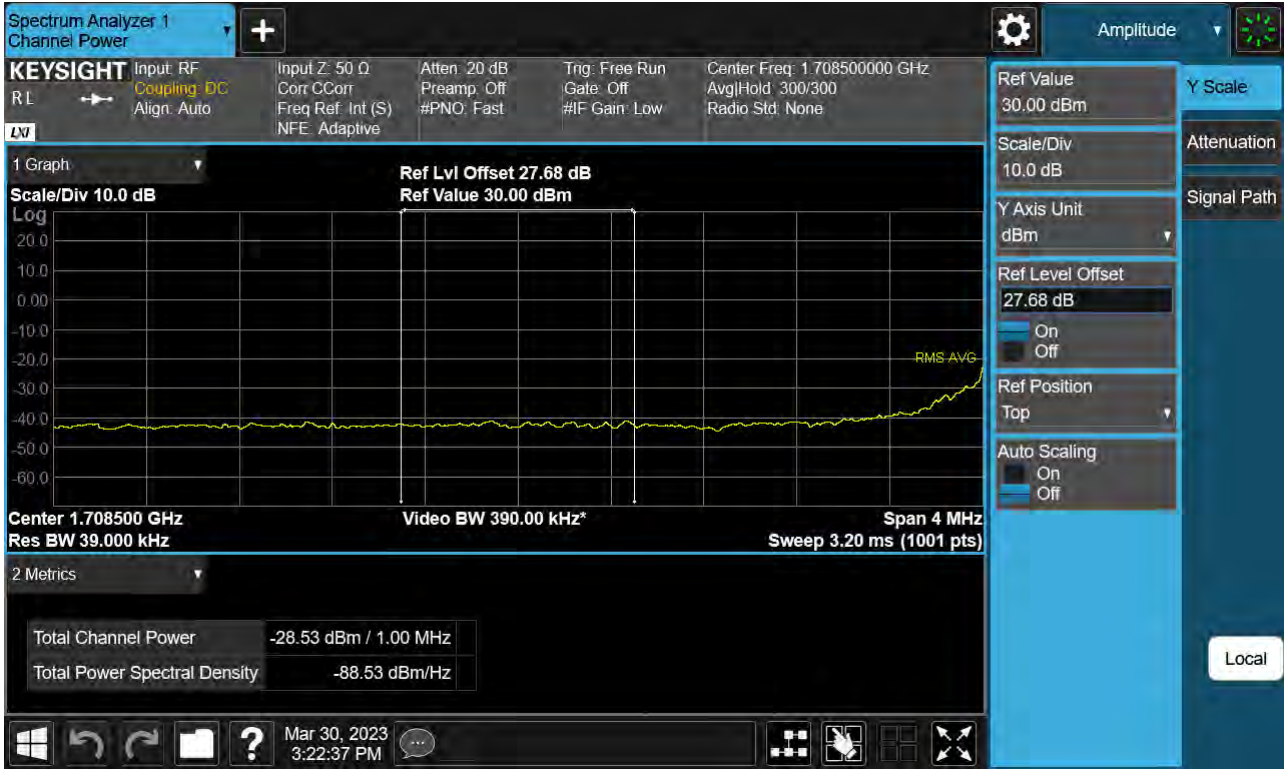 Spectrum Analyzer 1
Channel Power
Amplitude
KEYSIGHT
RL
LXI
Input: RF
Coupling: DC
Align: Auto
Input Z: 50 Ω
Corr CCorr
Freq Ref: Int (S)
NFE: Adaptive
Atten: 20 dB
Preamp: Off
#PNO: Fast
Trig: Free Run
Gate: Off
#IF Gain: Low
Center Freq: 1.708500000 GHz
Avg|Hold: 300/300
Radio Std: None
1 Graph
Scale/Div 10.0 dB
Ref Lvl Offset 27.68 dB
Ref Value 30.00 dBm
Log
20.0
10.0
0.00
-10.0
-20.0
-30.0
-40.0
-50.0
-60.0
RMS AVG
Center 1.708500 GHz
Res BW 39.000 kHz
Video BW 390.00 kHz*
Span 4 MHz
Sweep 3.20 ms (1001 pts)
2 Metrics
Total Channel Power -28.53 dBm / 1.00 MHz
Total Power Spectral Density -88.53 dBm/Hz
Ref Value
30.00 dBm
Scale/Div
10.0 dB
Y Axis Unit
dBm
Ref Level Offset
27.68 dB
On
Off
Ref Position
Top
Auto Scaling
On
Off
Y Scale
Attenuation
Signal Path
Local
?
Mar 30, 2023
3:22:37 PM